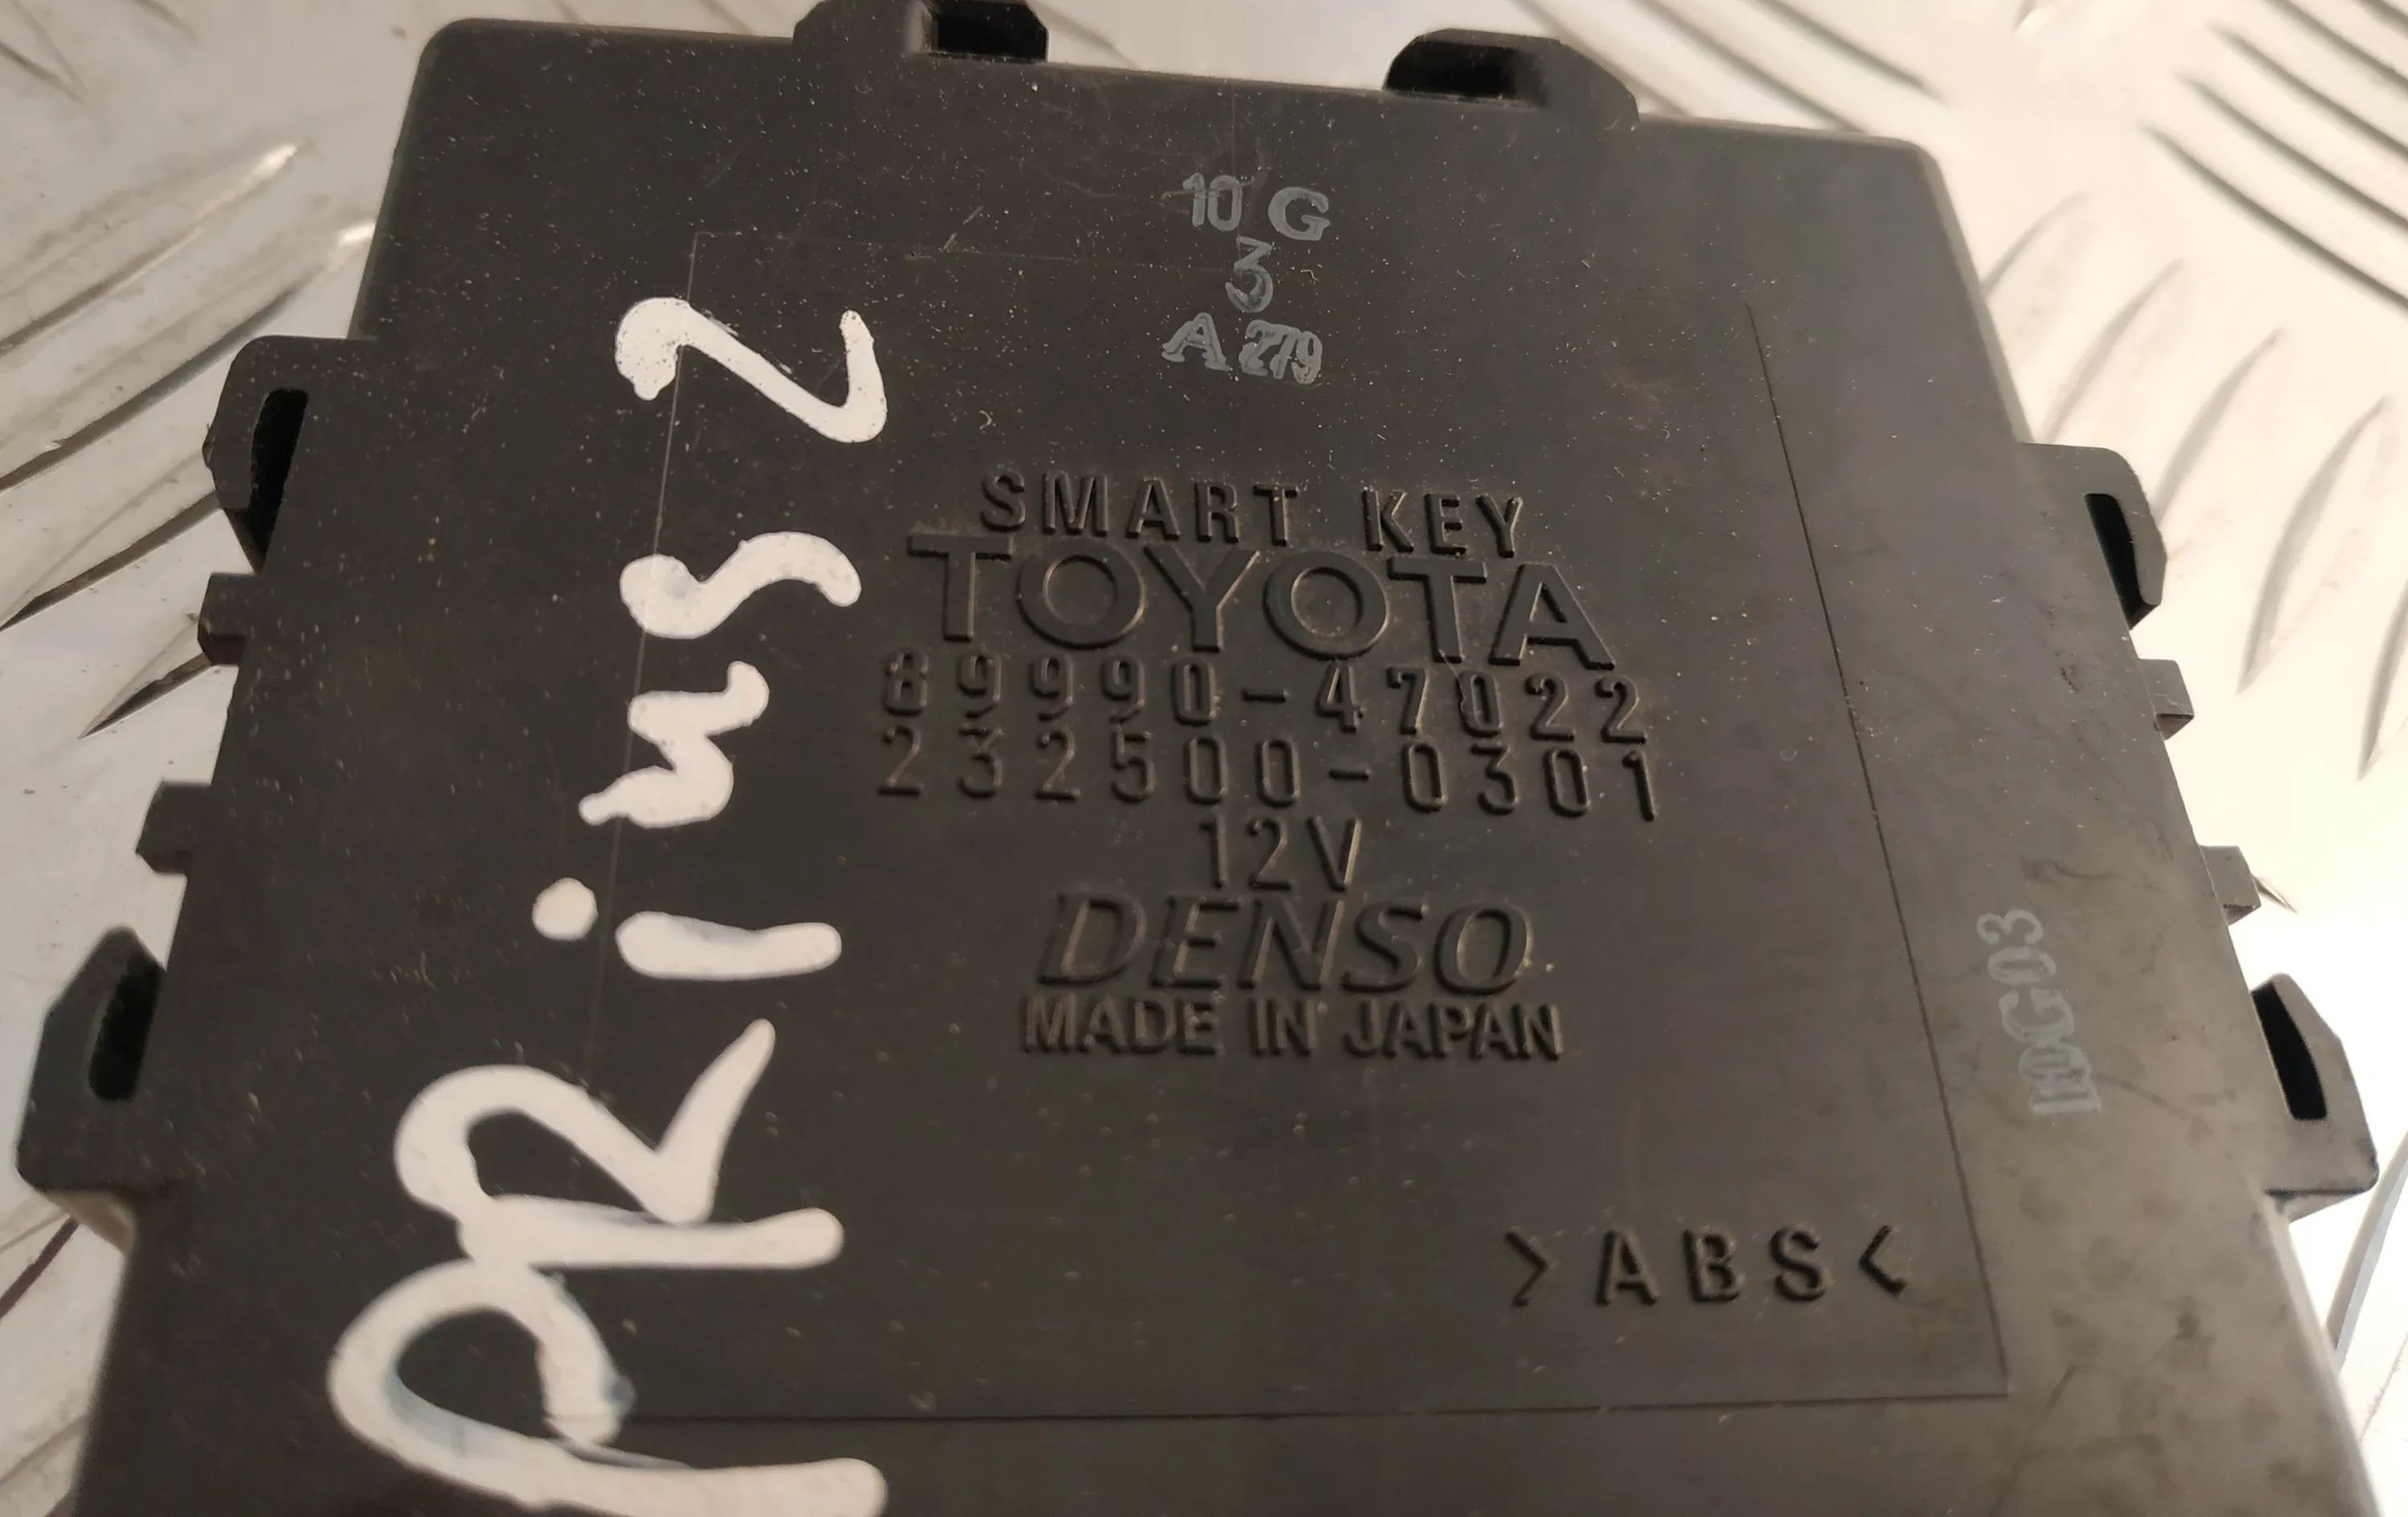 10 G
3
A 279
SMART KEY
TOYOTA
89990-47022
232500-0301
12V
DENSO
MADE IN JAPAN
>ABS<
PRiuS 2